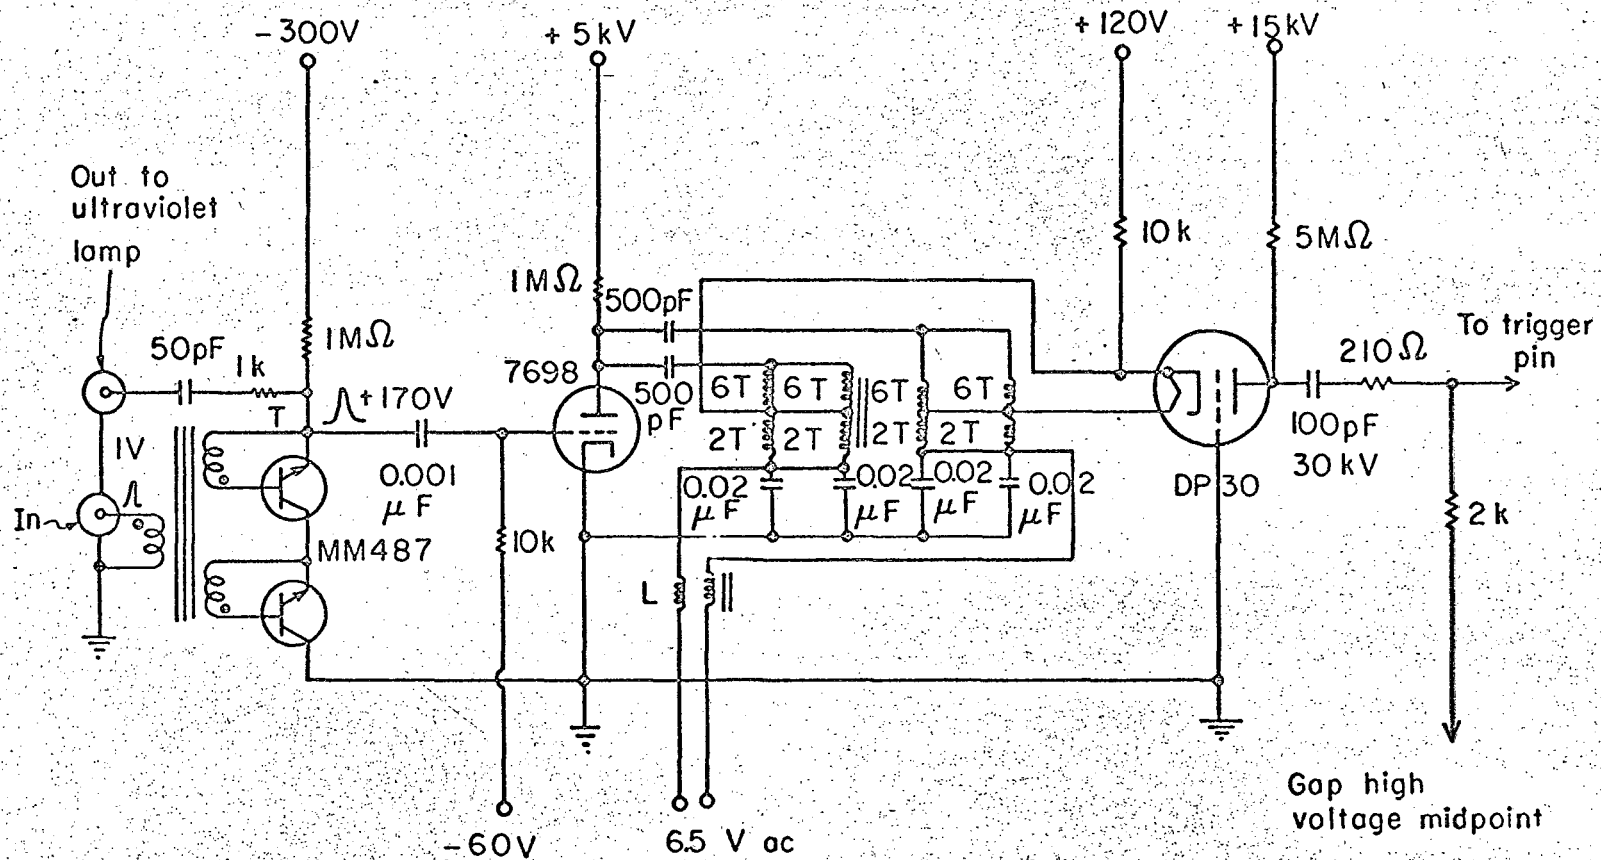 -300V
+ 5kV
+120V
+15kV
Out to
ultraviolet
lamp
50pF
1k
1MΩ
1MΩ
500pF
10k
5MΩ
To trigger
pin
210Ω
7698
500
pF
6T
6T
6T
6T
T
+170V
1V
2T
2T
2T
2T
100pF
30kV
0.001
μF
0.02
μF
0.02
μF
0.02
μF
0.02
μF
DP30
2k
In
MM487
10k
L
-60V
6.5 V ac
Gap high
voltage midpoint